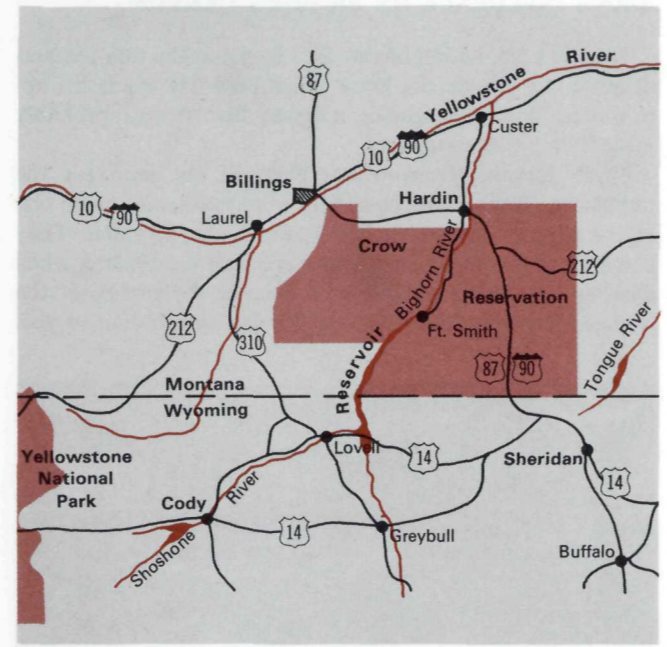 87
River
Yellowstone
Custer
10
90
Billings
Hardin
10
90
Laurel
Crow
Bighorn River
212
Reservation
212
310
Ft. Smith
Reservoir
87
90
Tongue River
Montana
Wyoming
Lovell
14
Sheridan
14
Yellowstone
National
Park
Cody
River
Shoshone
14
Greybull
Buffalo